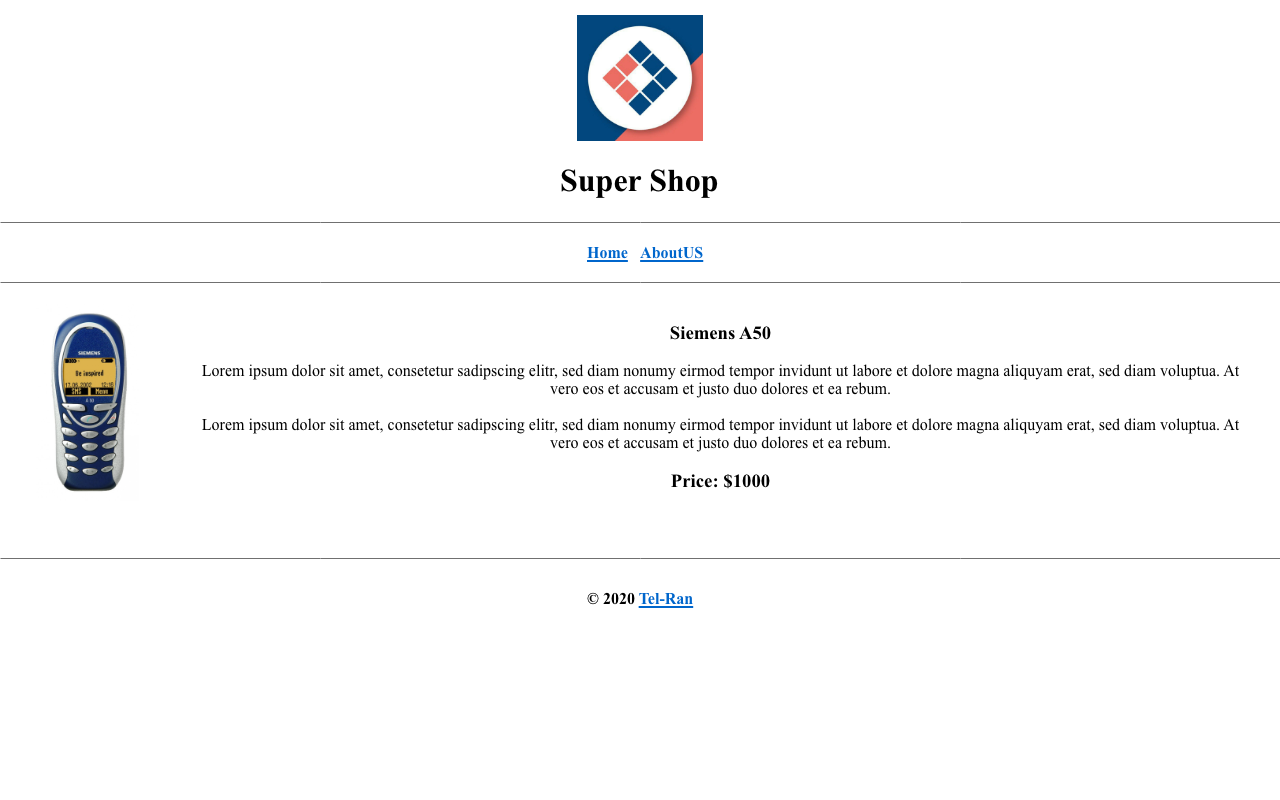 Super Shop
Home AboutUS
SIEMENS
Be inspired
17.06.2002 12:18
SMS Menu
Siemens A50
Lorem ipsum dolor sit amet, consetetur sadipscing elitr, sed diam nonumy eirmod tempor invidunt ut labore et dolore magna aliquyam erat, sed diam voluptua. At
vero eos et accusam et justo duo dolores et ea rebum.
Lorem ipsum dolor sit amet, consetetur sadipscing elitr, sed diam nonumy eirmod tempor invidunt ut labore et dolore magna aliquyam erat, sed diam voluptua. At
vero eos et accusam et justo duo dolores et ea rebum.
Price: $1000
© 2020 Tel-Ran